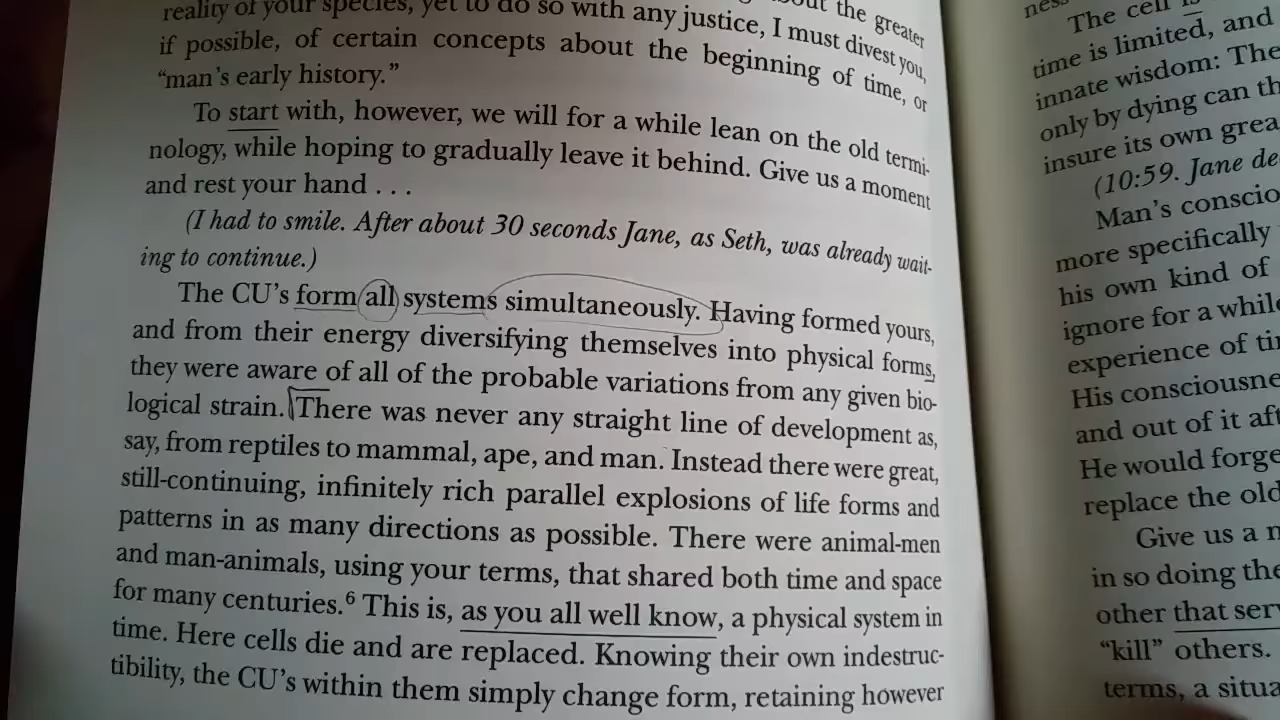 reality of your species, yet to do so with any justice, I must divest you,
out the greater
if possible, of certain concepts about the beginning of time, or
“man’s early history.”
To start with, however, we will for a while lean on the old termi-
nology, while hoping to gradually leave it behind. Give us a moment
and rest your hand . . .
(I had to smile. After about 30 seconds Jane, as Seth, was already wait-
ing to continue.)
The CU’s form all systems simultaneously. Having formed yours,
and from their energy diversifying themselves into physical forms,
they were aware of all of the probable variations from any given bio-
logical strain. There was never any straight line of development as,
say, from reptiles to mammal, ape, and man. Instead there were great,
still-continuing, infinitely rich parallel explosions of life forms and
patterns in as many directions as possible. There were animal-men
and man-animals, using your terms, that shared both time and space
for many centuries.⁶ This is, as you all well know, a physical system in
time. Here cells die and are replaced. Knowing their own indestruc-
tibility, the CU’s within them simply change form, retaining however
The cell is
time is limited, and
innate wisdom: The
only by dying can th
insure its own grea
(10:59. Jane de
Man’s conscio
more specifically
his own kind of
ignore for a while
experience of ti
His consciousne
and out of it aft
He would forge
replace the old
Give us a m
in so doing the
other that serv
“kill” others.
terms, a situa